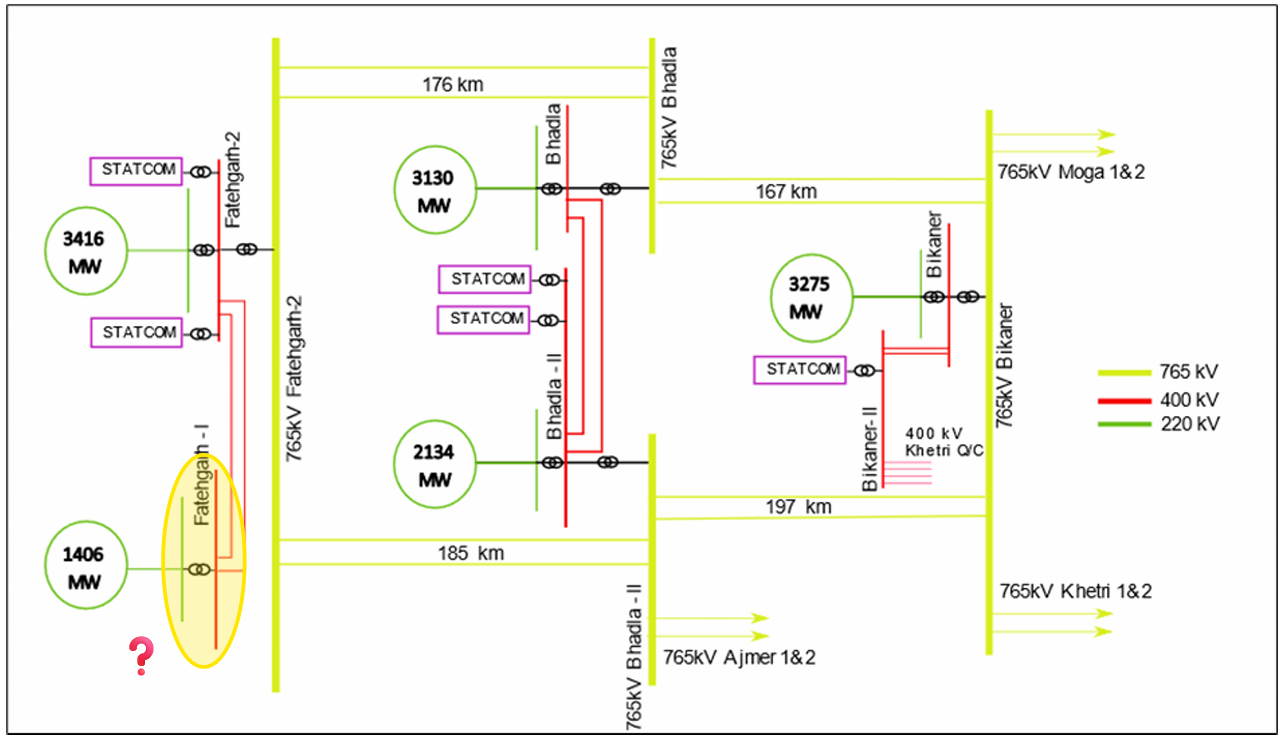 176 km
765kV Bhadla
STATCOM
Fatehgarh-2
3416
MW
STATCOM
Bhadla
3130
MW
765kV Moga 1&2
167 km
Bikaner
3275
MW
STATCOM
STATCOM
765kV Fatehgarh-2
Bhadla - II
STATCOM
765kV Bikaner
765 kV
400 kV
220 kV
Bikaner- II
400 kV
Khetri Q/C
Fatehgarh - I
2134
MW
197 km
1406
MW
185 km
765kV Khetri 1&2
765kV Bhadla - II
765kV Ajmer 1&2
?